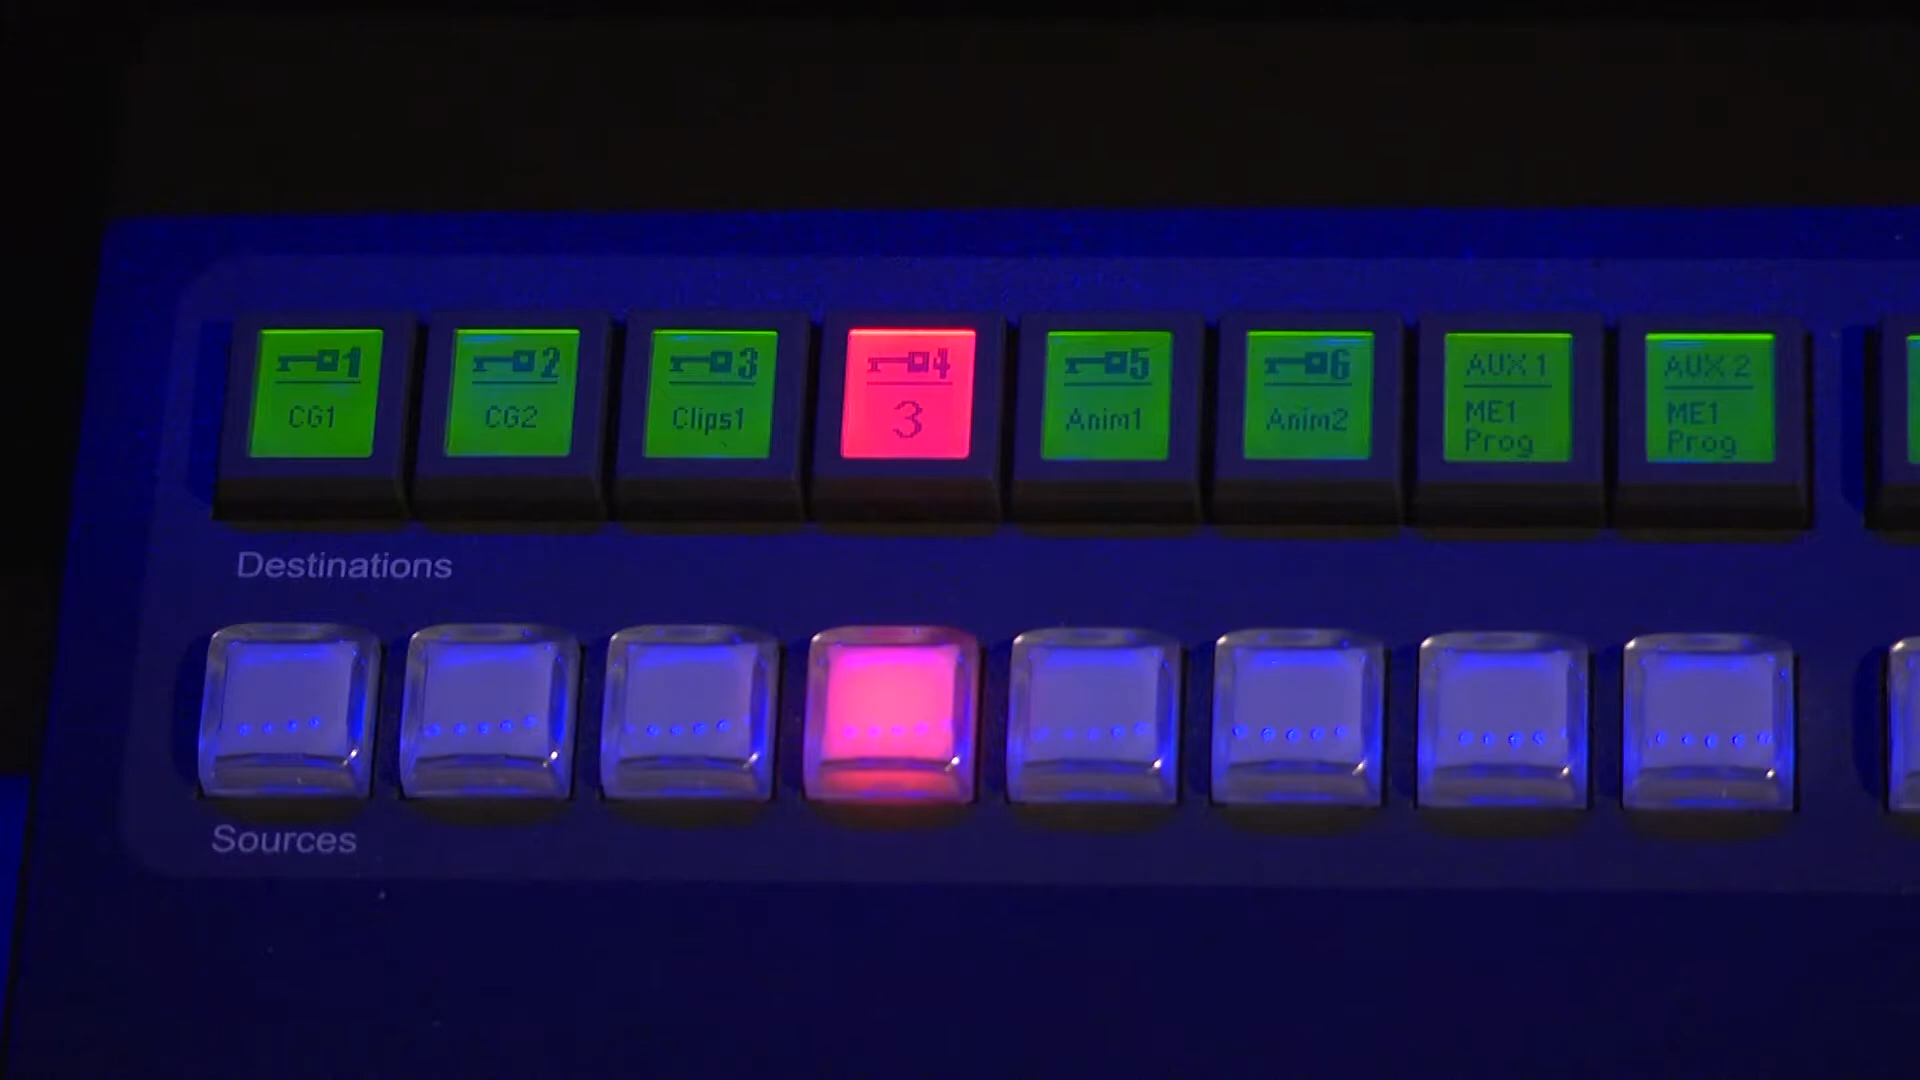 1 2 3 4 5 6 AUX 1 AUX 2
CG1 CG2 Clips1 3 Anim1 Anim2 ME1 Prog ME1 Prog
Destinations
Sources